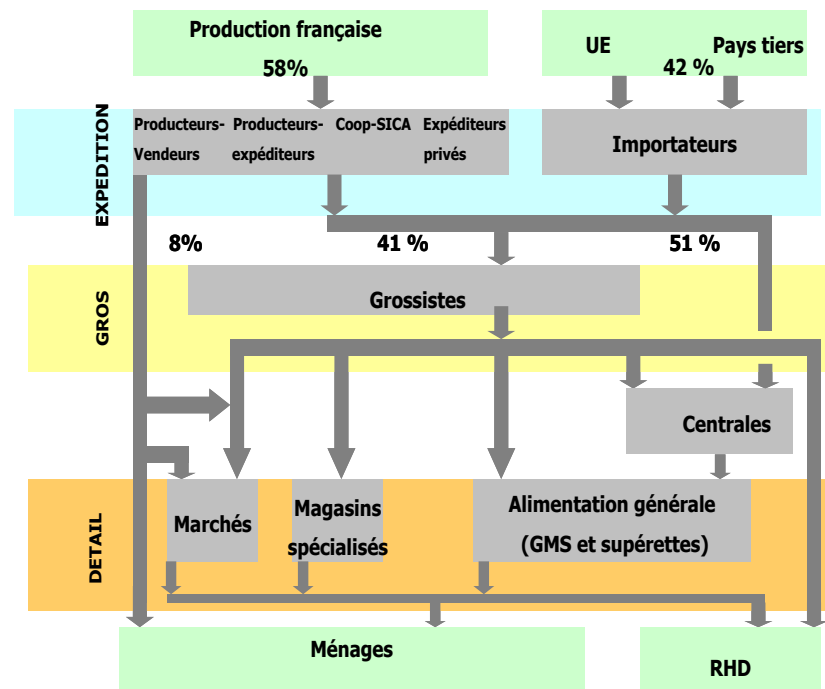 Production française
58%
UE Pays tiers
42 %
EXPEDITION
Producteurs- Producteurs- Coop-SICA Expéditeurs
Vendeurs expéditeurs privés
Importateurs
8% 41 % 51 %
GROS
Grossistes
Centrales
DETAIL
Marchés
Magasins
spécialisés
Alimentation générale
(GMS et supérettes)
Ménages
RHD